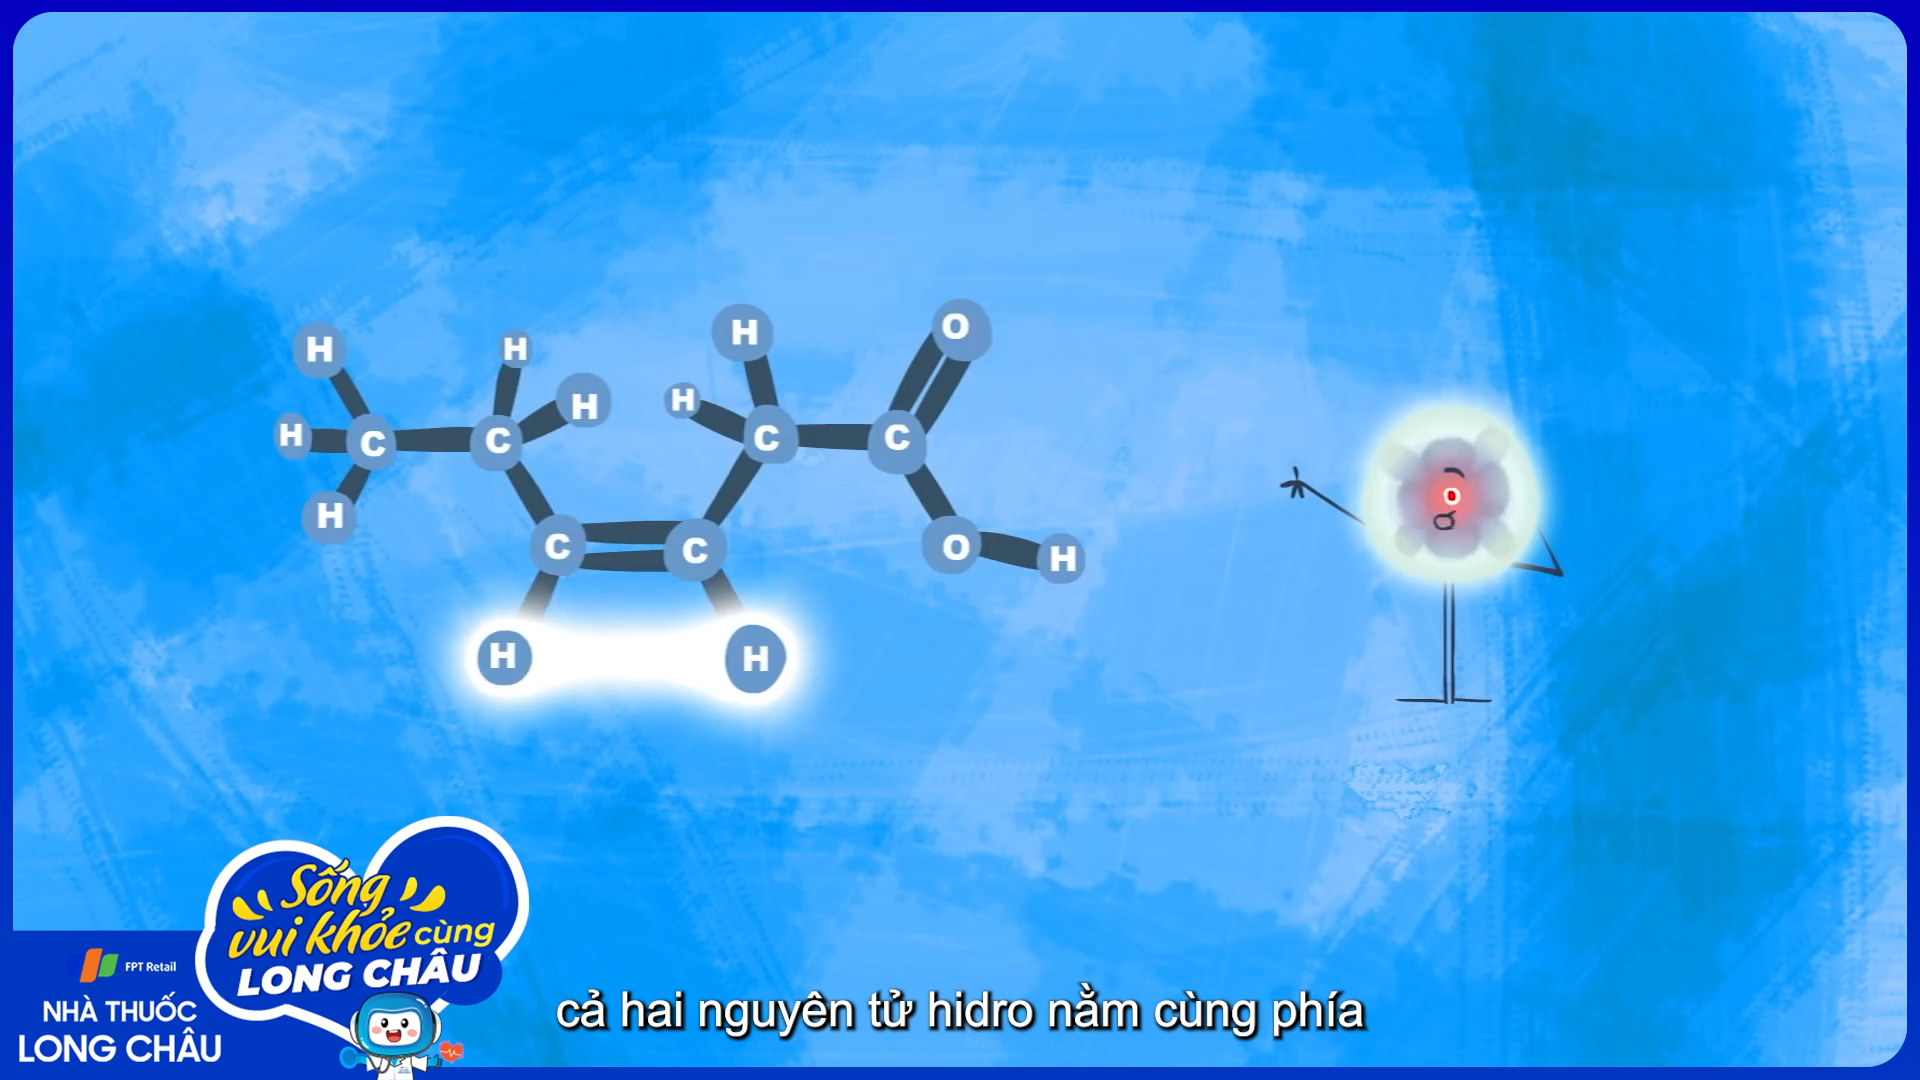 H
H
H
O
H
H
H
C
C
C
C
H
C
C
O
H
H
H
Sống
vui khỏe cùng
LONG CHÂU
FPT Retail
NHÀ THUỐC
LONG CHÂU
cả hai nguyên tử hidro nằm cùng phía